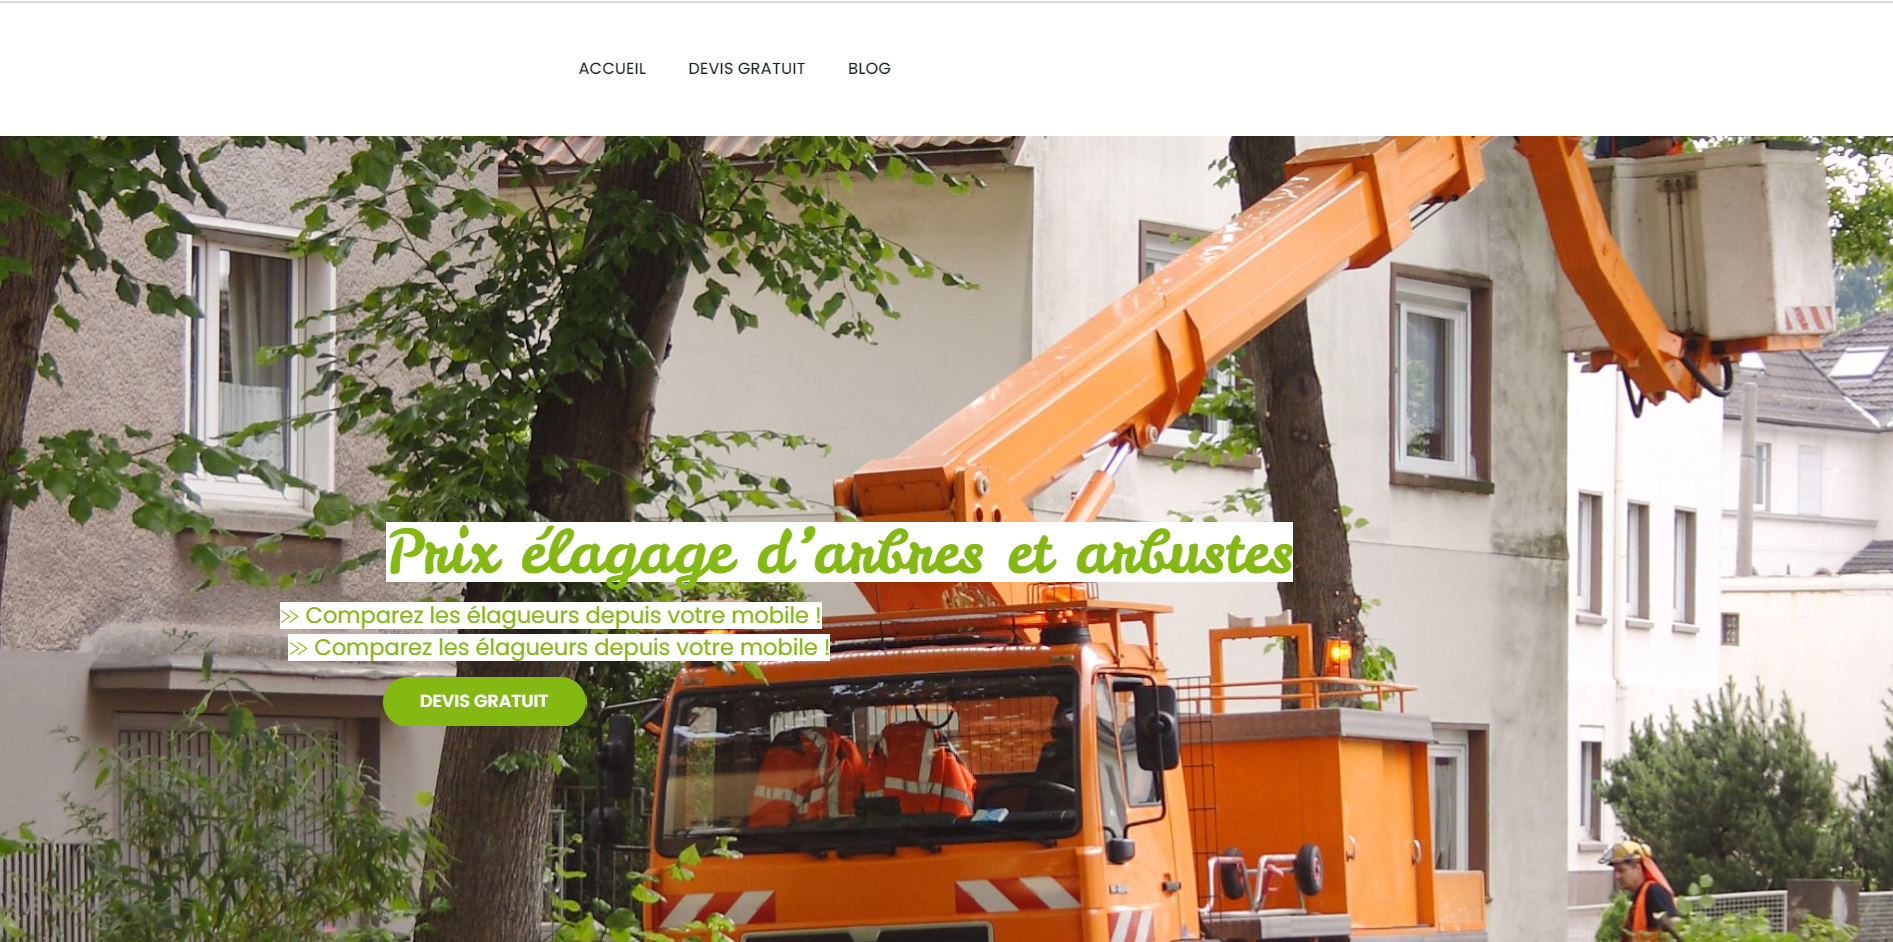 ACCUEIL DEVIS GRATUIT BLOG
Prix élagage d’arbres et arbustes
>> Comparez les élagueurs depuis votre mobile !
>> Comparez les élagueurs depuis votre mobile !
DEVIS GRATUIT